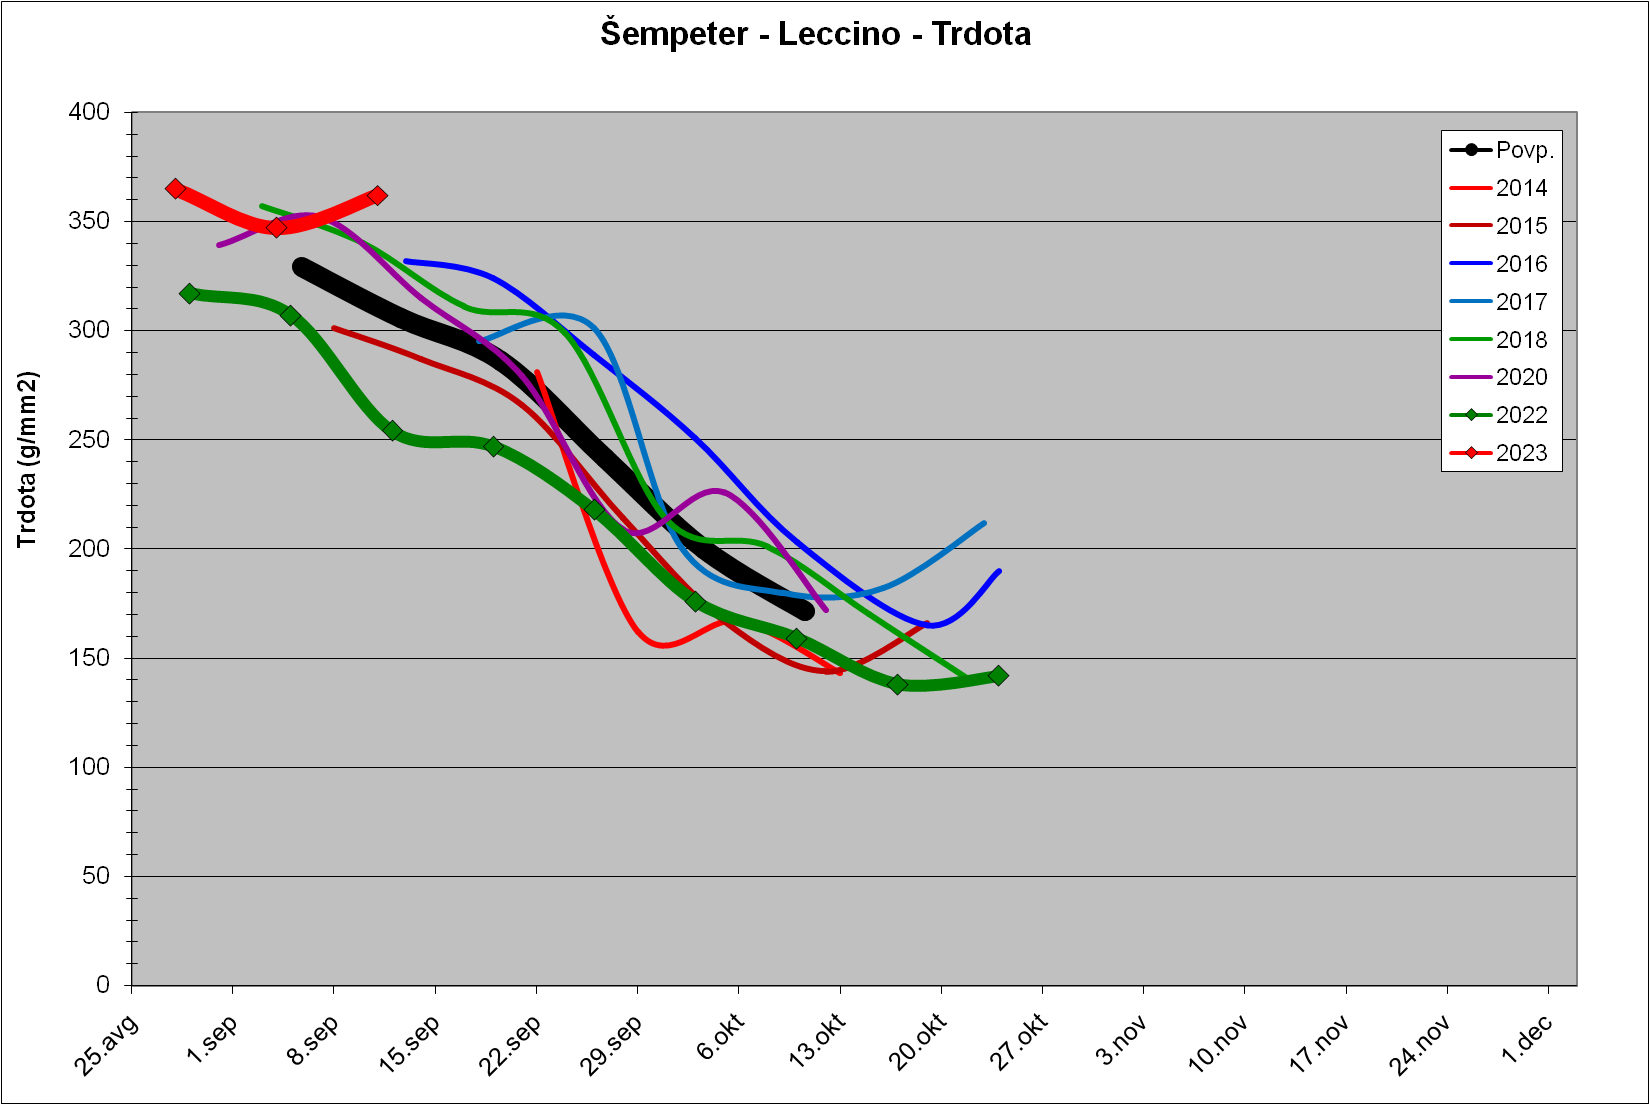 Šempeter - Leccino - Trdota
Trdota (g/mm2)
400
350
300
250
200
150
100
50
0
25.avg
1.sep
8.sep
15.sep
22.sep
29.sep
6.okt
13.okt
20.okt
27.okt
3.nov
10.nov
17.nov
24.nov
1.dec
Povp.
2014
2015
2016
2017
2018
2020
2022
2023